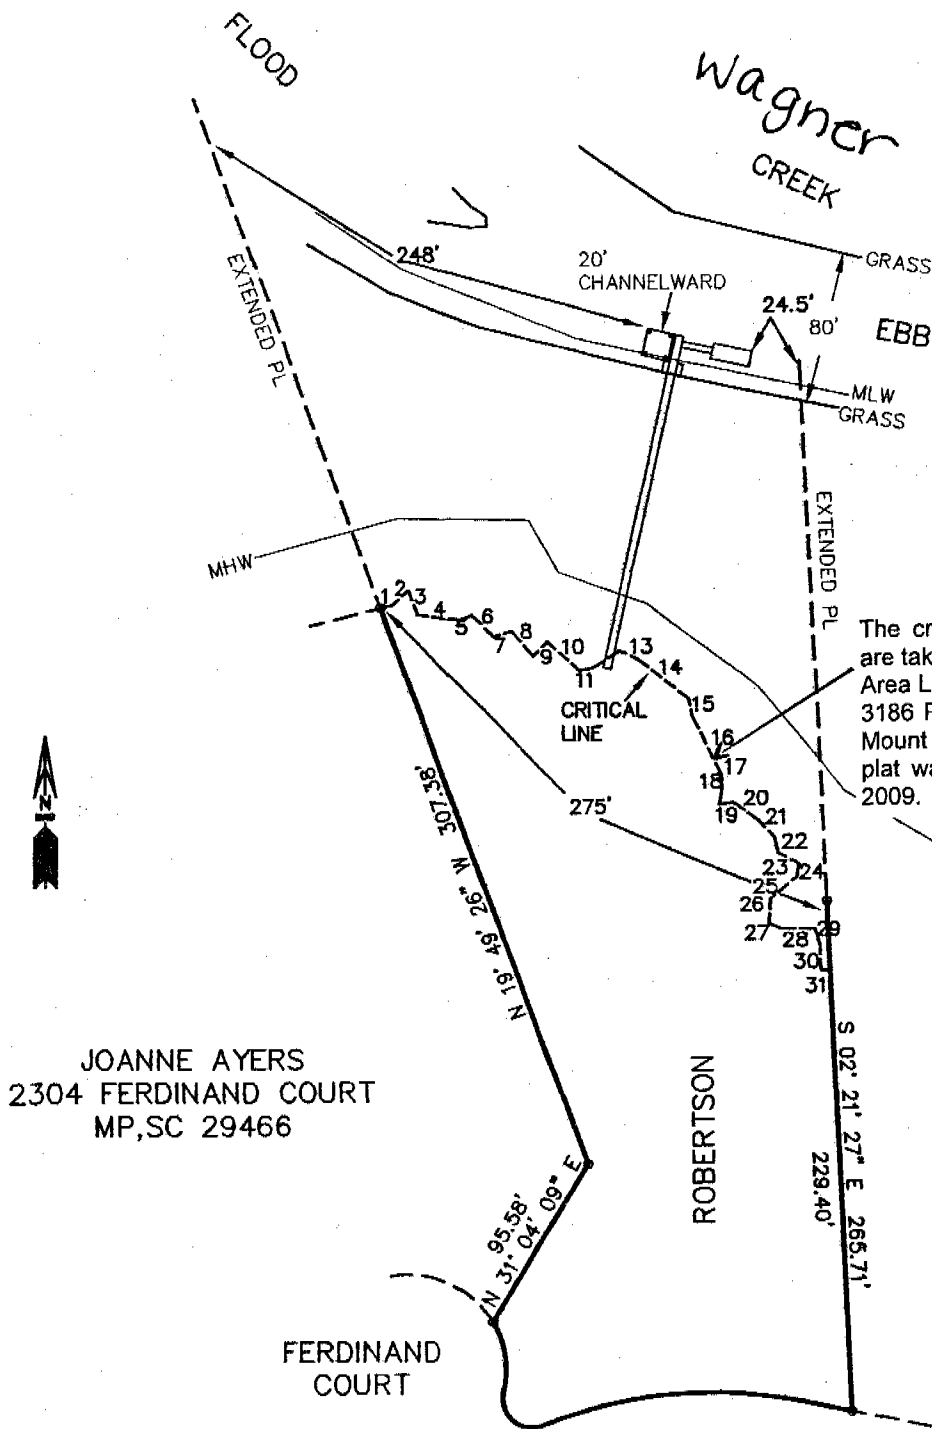 FLOOD
Wagner
CREEK
GRASS
248'
20'
CHANNELWARD
24.5'
80'
EBB
EXTENDED PL
MLW
GRASS
MHW
EXTENDED PL
1 2 3 4 5 6 7 8 9 10 11 13 14 15 16 17 18 19 20 21 22 23 24 25 26 27 28 29 30 31
CRITICAL
LINE
The cr
are tak
Area L
3186 F
Mount
plat wa
2009.
N
275'
N 19° 49' 26" W 307.38'
JOANNE AYERS
2304 FERDINAND COURT
MP,SC 29466
ROBERTSON
S 02° 21' 27" E 265.71'
229.40'
95.58'
N 31° 04' 09" E
FERDINAND
COURT